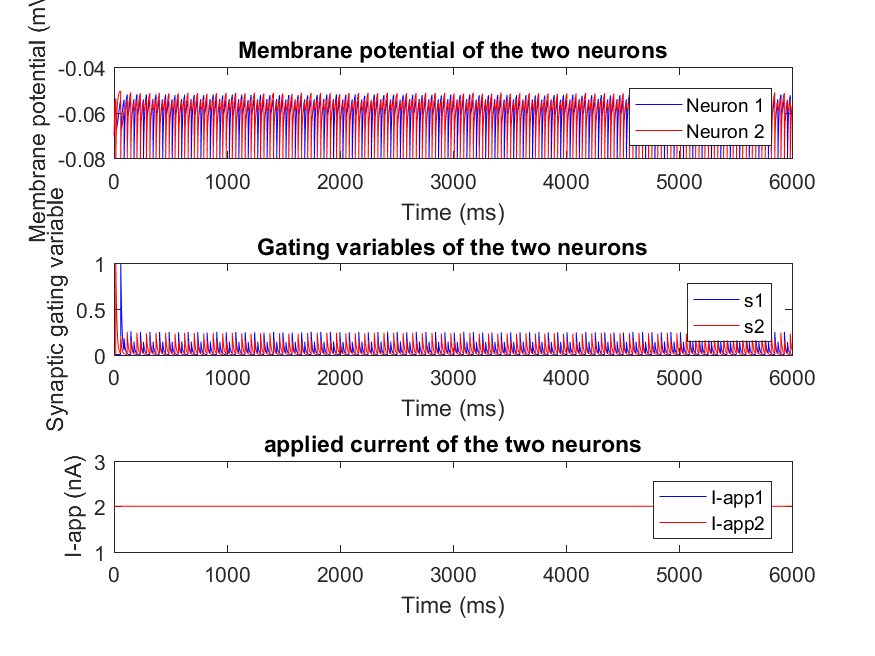 Membrane potential of the two neurons
Membrane potential (mV
-0.04
-0.06
-0.08
Neuron 1
Neuron 2
0 1000 2000 3000 4000 5000 6000
Time (ms)
Gating variables of the two neurons
Synaptic gating variable
1
0.5
0
s1
s2
0 1000 2000 3000 4000 5000 6000
Time (ms)
applied current of the two neurons
I-app (nA)
3
2
1
I-app1
I-app2
0 1000 2000 3000 4000 5000 6000
Time (ms)